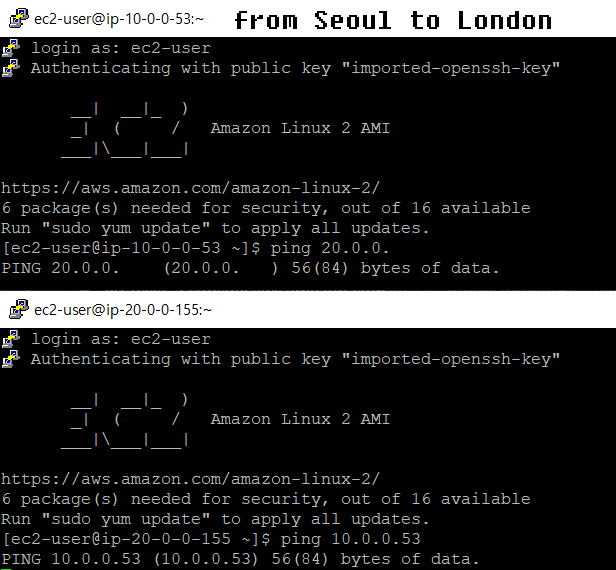 ec2-user@ip-10-0-0-53:~ from Seoul to London
login as: ec2-user
Authenticating with public key "imported-openssh-key"
__|  __|_  )
_|  (     /   Amazon Linux 2 AMI
___|\___|___|
https://aws.amazon.com/amazon-linux-2/
6 package(s) needed for security, out of 16 available
Run "sudo yum update" to apply all updates.
[ec2-user@ip-10-0-0-53 ~]$ ping 20.0.0.
PING 20.0.0.    (20.0.0.   ) 56(84) bytes of data.
ec2-user@ip-20-0-0-155:~
login as: ec2-user
Authenticating with public key "imported-openssh-key"
__|  __|_  )
_|  (     /   Amazon Linux 2 AMI
___|\___|___|
https://aws.amazon.com/amazon-linux-2/
6 package(s) needed for security, out of 16 available
Run "sudo yum update" to apply all updates.
[ec2-user@ip-20-0-0-155 ~]$ ping 10.0.0.53
PING 10.0.0.53 (10.0.0.53) 56(84) bytes of data.